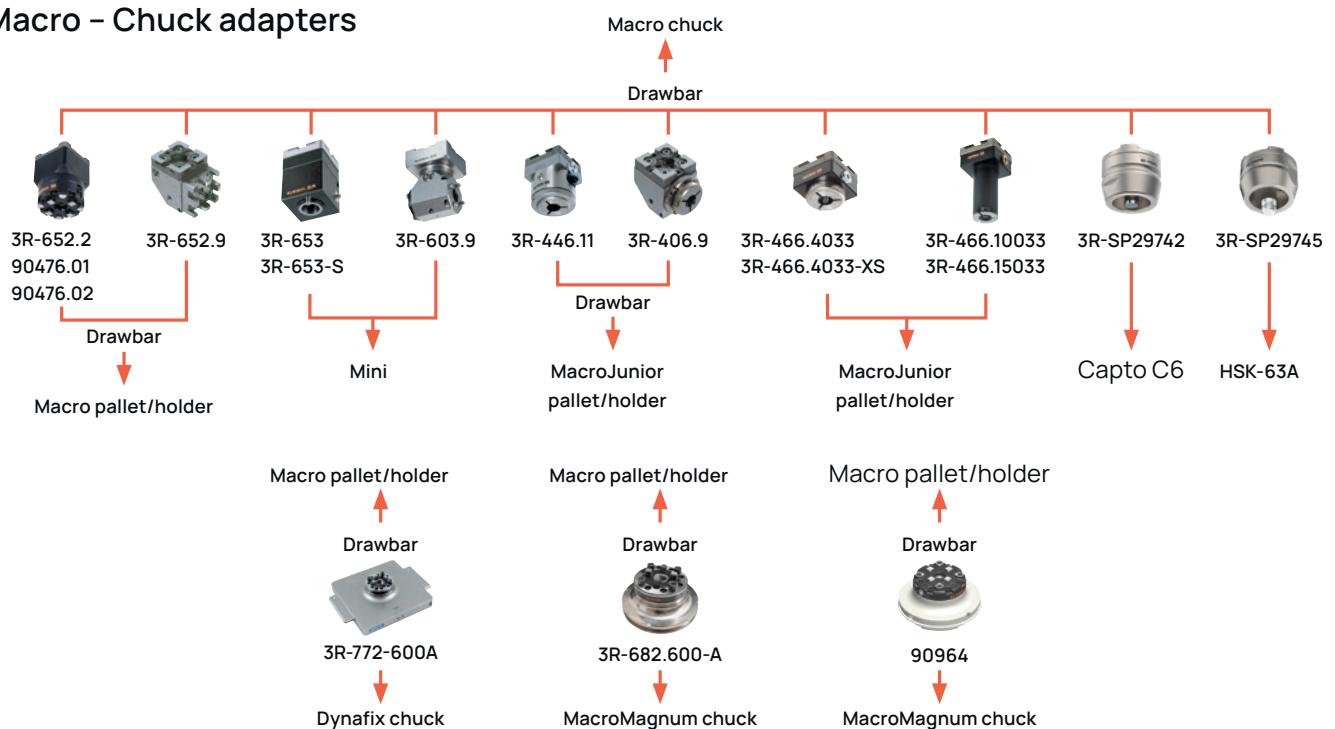 Macro – Chuck adapters
Macro chuck
Drawbar
3R-652.2
90476.01
90476.02
3R-652.9
3R-653
3R-653-S
3R-603.9
3R-446.11
3R-406.9
3R-466.4033
3R-466.4033-XS
3R-466.10033
3R-466.15033
3R-SP29742
3R-SP29745
Drawbar
Macro pallet/holder
Mini
Drawbar
MacroJunior
pallet/holder
MacroJunior
pallet/holder
Capto C6
HSK-63A
Macro pallet/holder
Drawbar
3R-772-600A
Dynafix chuck
Macro pallet/holder
Drawbar
3R-682.600-A
MacroMagnum chuck
Macro pallet/holder
Drawbar
90964
MacroMagnum chuck